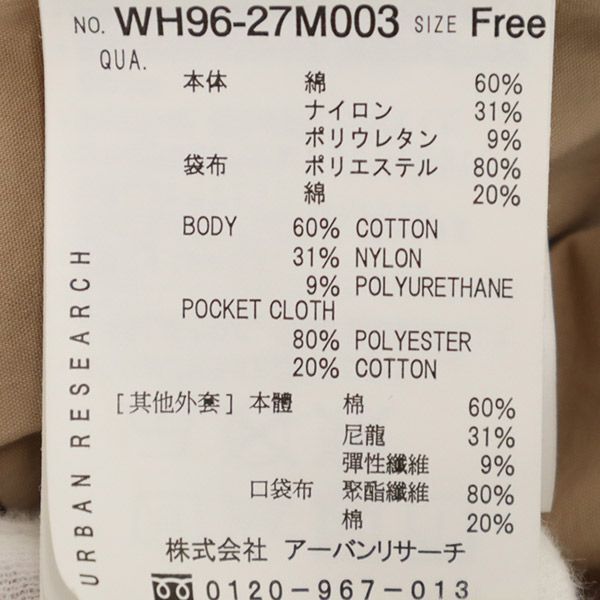 NO. WH96-27M003 SIZE Free
QUA.
本体 綿 60%
ナイロン 31%
ポリウレタン 9%
袋布 ポリエステル 80%
綿 20%
BODY 60% COTTON
31% NYLON
9% POLYURETHANE
POCKET CLOTH
80% POLYESTER
20% COTTON
[其他外套] 本體 棉 60%
尼龍 31%
彈性纖維 9%
口袋布 聚酯纖維 80%
棉 20%
株式会社 アーバンリサーチ
0120-967-013
URBAN RESEARCH